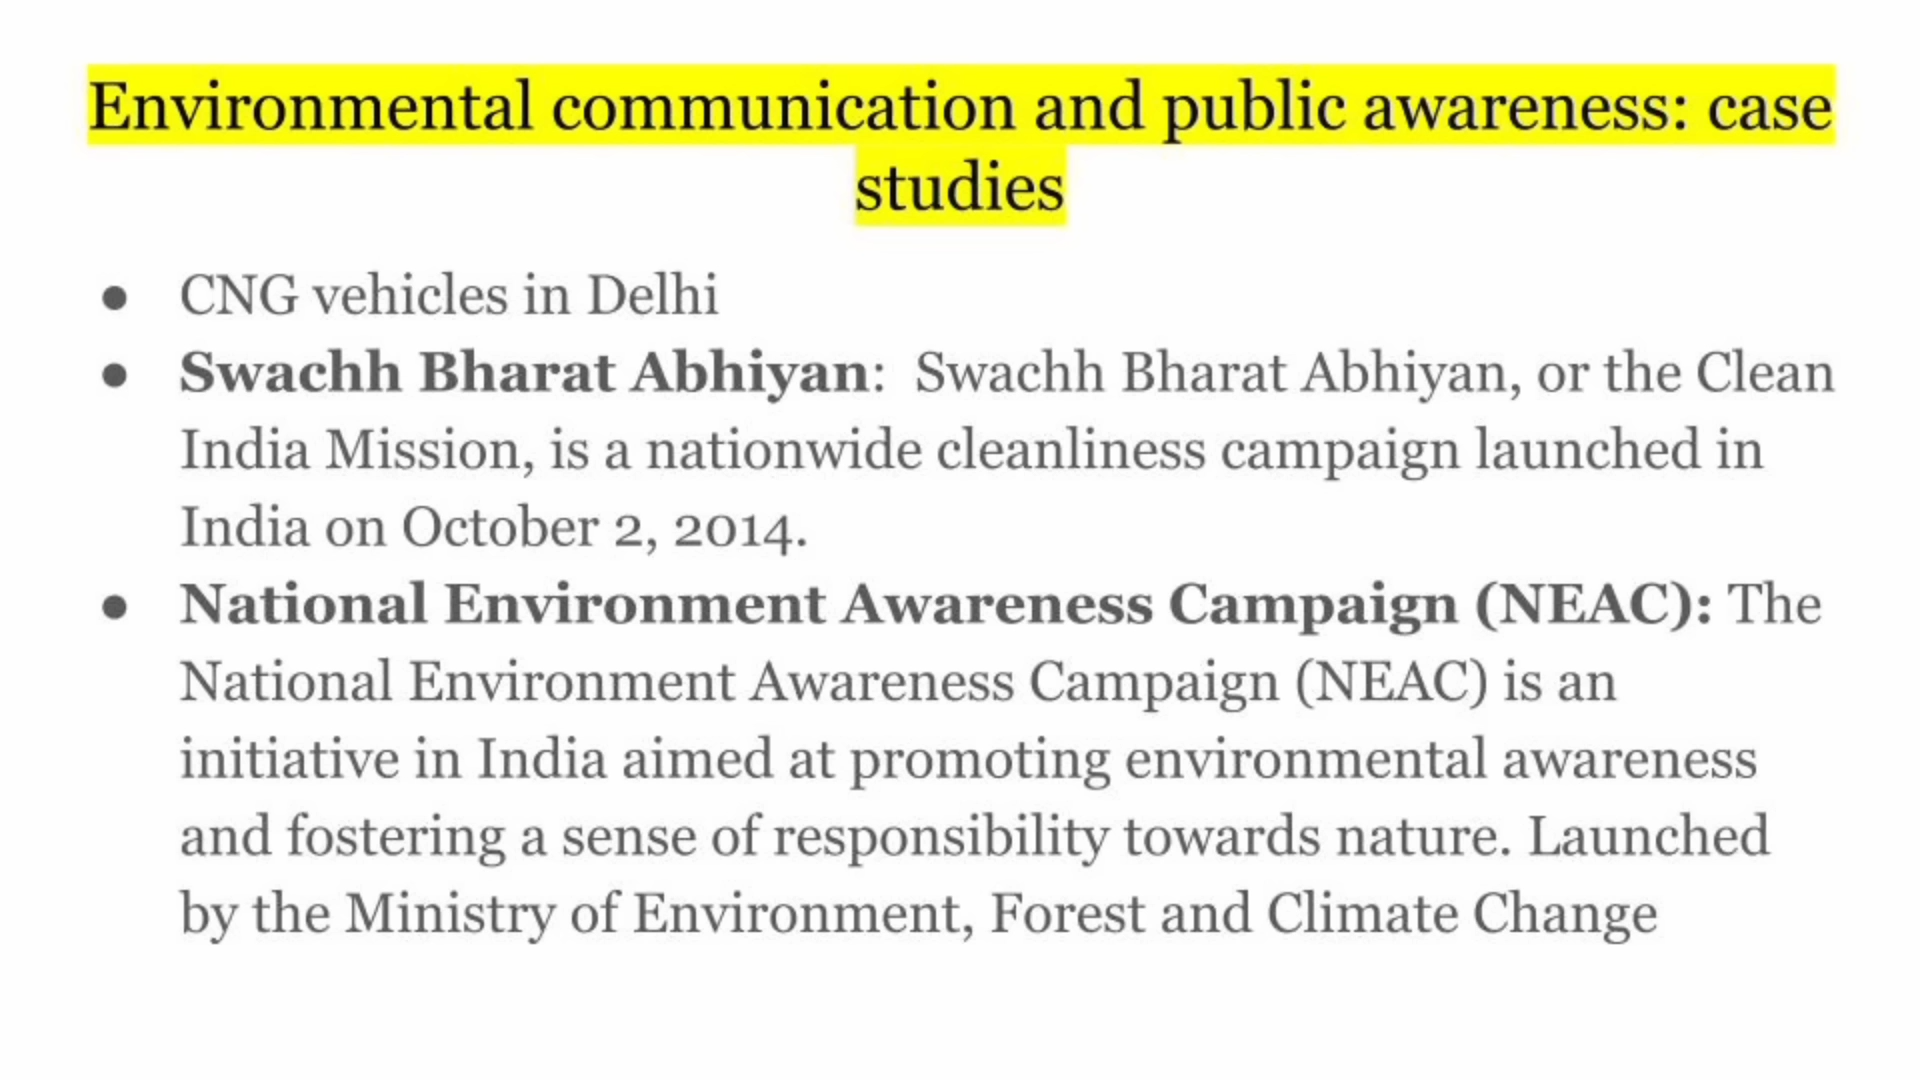 Environmental communication and public awareness: case
studies
● CNG vehicles in Delhi
● Swachh Bharat Abhiyan:  Swachh Bharat Abhiyan, or the Clean
India Mission, is a nationwide cleanliness campaign launched in
India on October 2, 2014.
● National Environment Awareness Campaign (NEAC): The
National Environment Awareness Campaign (NEAC) is an
initiative in India aimed at promoting environmental awareness
and fostering a sense of responsibility towards nature. Launched
by the Ministry of Environment, Forest and Climate Change